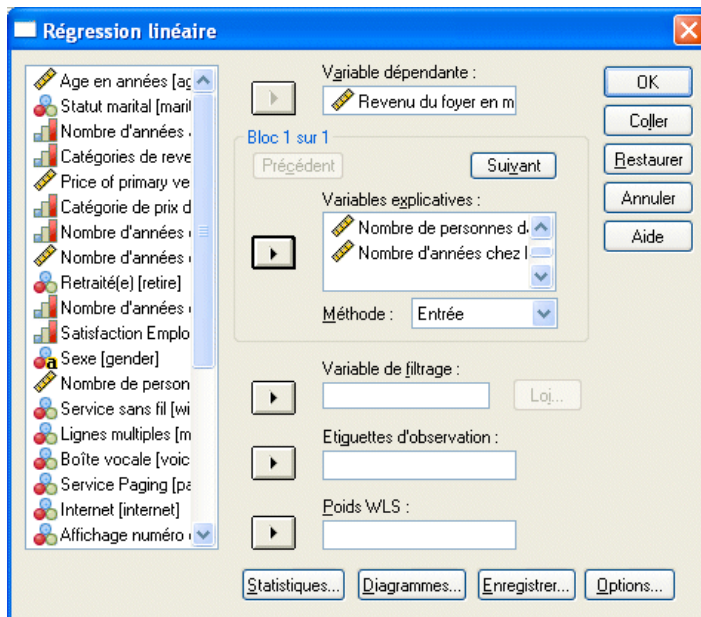 Régression linéaire
Age en années [ag
Statut marital [marit
Nombre d'années
Catégories de reve
Price of primary ve
Catégorie de prix d
Nombre d'années
Nombre d'années
Retraité(e) [retire]
Nombre d'années
Satisfaction Emplo
a Sexe [gender]
Nombre de person
Service sans fil [wi
Lignes multiples [m
Boîte vocale [voic
Service Paging [pa
Internet [internet]
Affichage numéro
Variable dépendante :
Revenu du foyer en m
Bloc 1 sur 1
Précédent
Suivant
Variables explicatives :
Nombre de personnes d
Nombre d'années chez l
Méthode :
Entrée
Variable de filtrage :
Loi...
Etiquettes d'observation :
Poids WLS :
Statistiques...
Diagrammes...
Enregistrer...
Options...
OK
Coller
Restaurer
Annuler
Aide